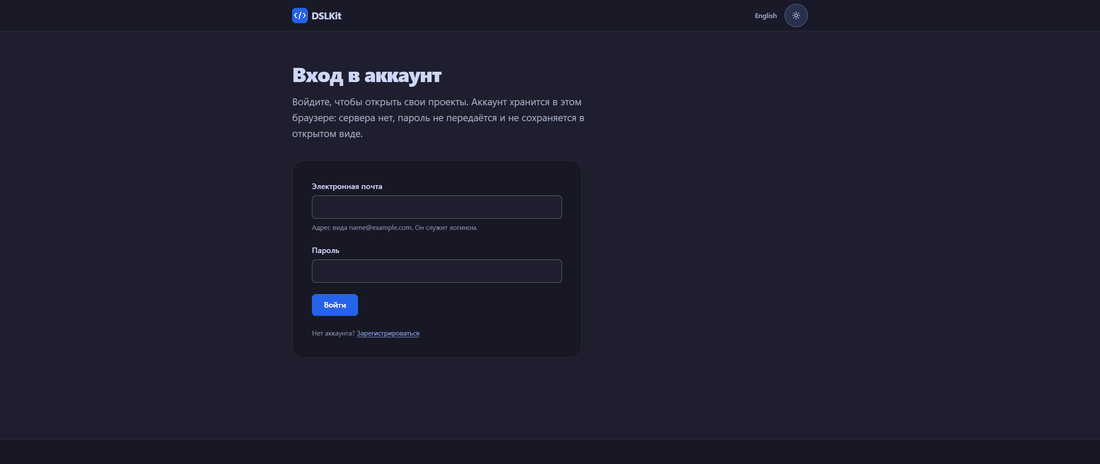 DSLKit
English
Вход в аккаунт
Войдите, чтобы открыть свои проекты. Аккаунт хранится в этом
браузере: сервера нет, пароль не передаётся и не сохраняется в
открытом виде.
Электронная почта
Адрес вида name@example.com. Он служит логином.
Пароль
Войти
Нет аккаунта? Зарегистрироваться